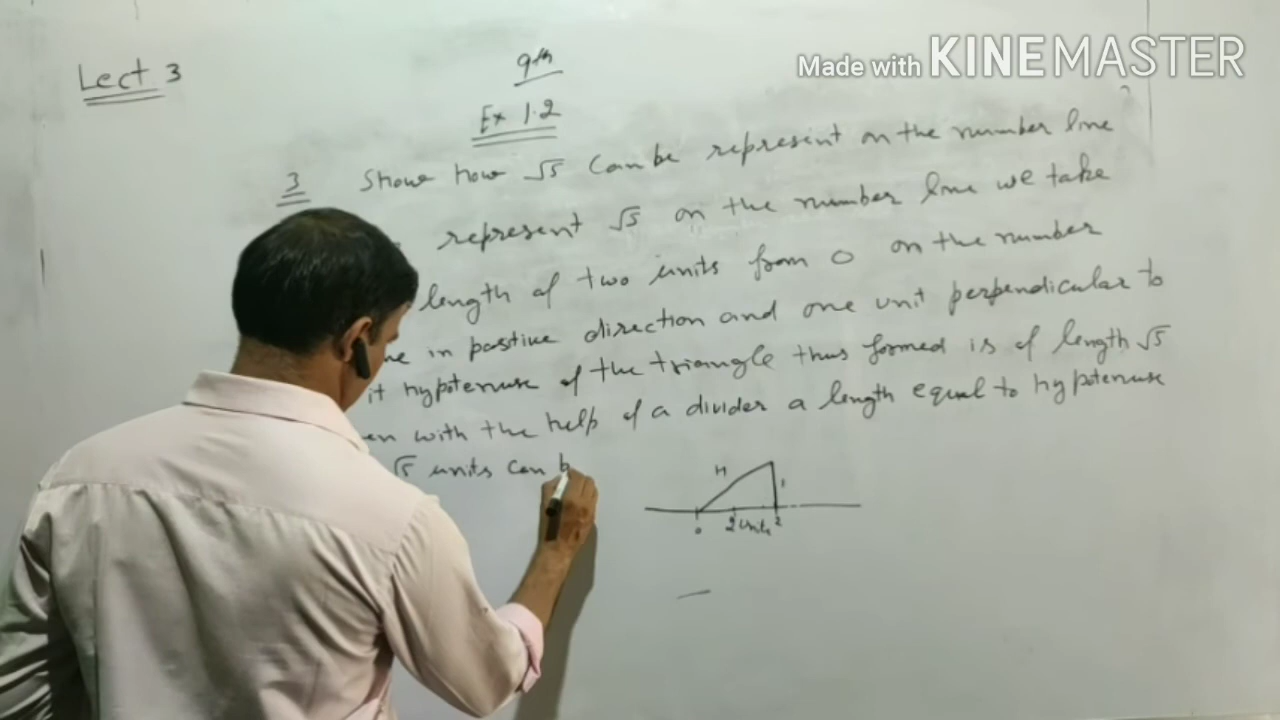 Made with KINEMASTER
Lect 3
9th
Ex 1.2
3 Show how √5 can be represent on the number line
represent √5 on the number line we take
length of two units from 0 on the number
in positive direction and one unit perpendicular to
it hypotenuse of the triangle thus formed is of length √5
with the help of a divider a length equal to hypotenuse
√5 units can b
H
1
0 2 units 2